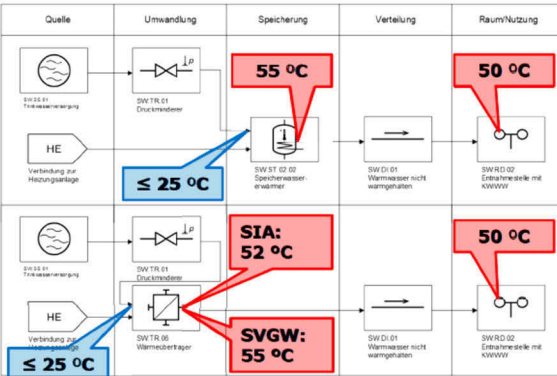 Quelle
Umwandlung
Speicherung
Verteilung
Raum/Nutzung
p
55 °C
50 °C
SW.SS.01
Trinkwasserversorgung
SW.TR.01
Druckminderer
HE
Verbindung zur
Heizungsanlage
≤ 25 °C
SW.ST.02.02
Speicherwasser-
erwärmer
SW.DI.01
Warmwasser nicht
warmgehalten
SW.RD.02
Entnahmestelle mit
KW/WW
p
SIA:
52 °C
50 °C
SW.SS.01
Trinkwasserversorgung
SW.TR.01
Druckminderer
HE
Verbindung zur
Heizungsanlage
≤ 25 °C
SW.TR.06
Wärmeübertrager
SVGW:
55 °C
SW.DI.01
Warmwasser nicht
warmgehalten
SW.RD.02
Entnahmestelle mit
KW/WW